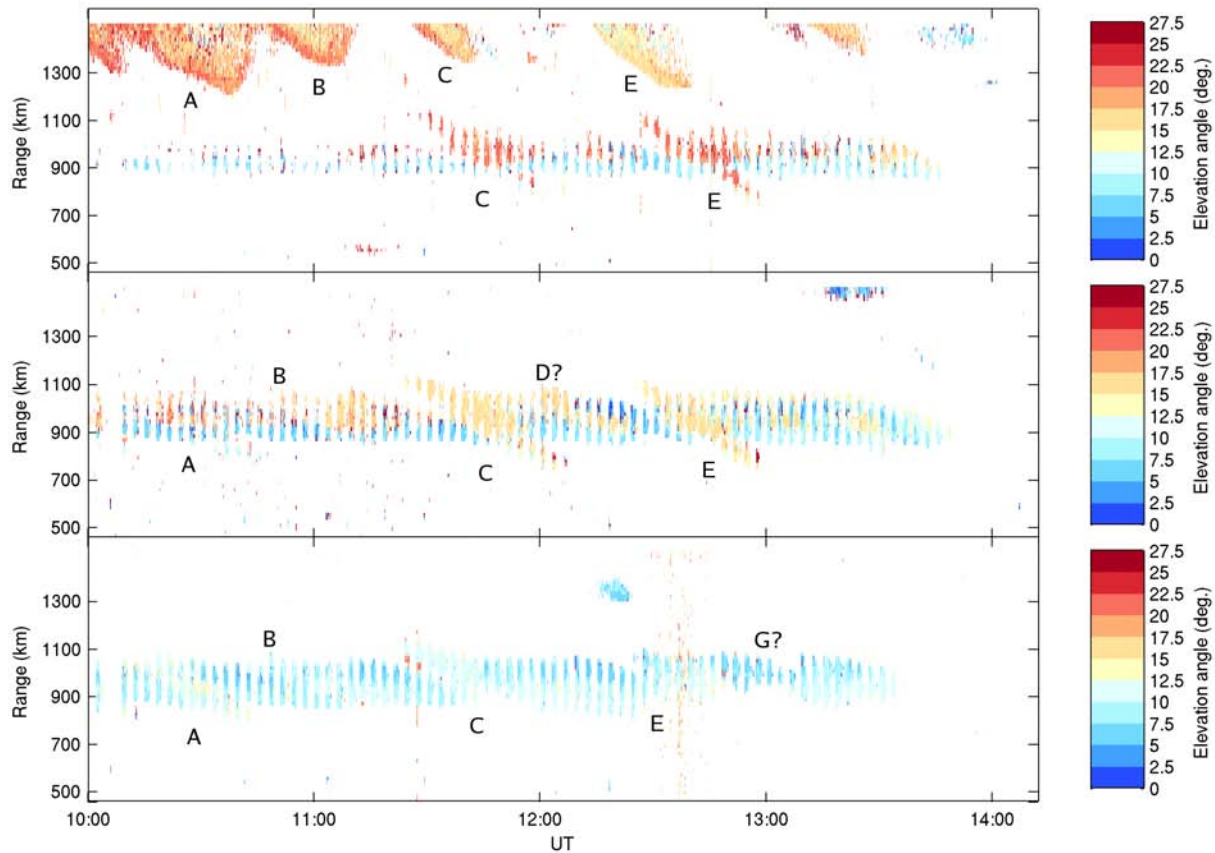 Range (km)
1300
1100
900
700
500
A
B
C
E
C
E
Elevation angle (deg.)
27.5
25
22.5
20
17.5
15
12.5
10
7.5
5
2.5
0
Range (km)
1300
1100
900
700
500
B
D?
A
C
E
Elevation angle (deg.)
27.5
25
22.5
20
17.5
15
12.5
10
7.5
5
2.5
0
Range (km)
1300
1100
900
700
500
B
G?
A
C
E
Elevation angle (deg.)
27.5
25
22.5
20
17.5
15
12.5
10
7.5
5
2.5
0
10:00 11:00 12:00 13:00 14:00
UT